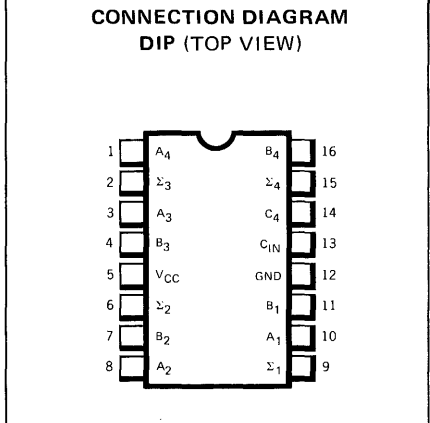 CONNECTION DIAGRAM
DIP (TOP VIEW)
1 A4 B4 16
2 Σ3 Σ4 15
3 A3 C4 14
4 B3 CIN 13
5 VCC GND 12
6 Σ2 B1 11
7 B2 A1 10
8 A2 Σ1 9